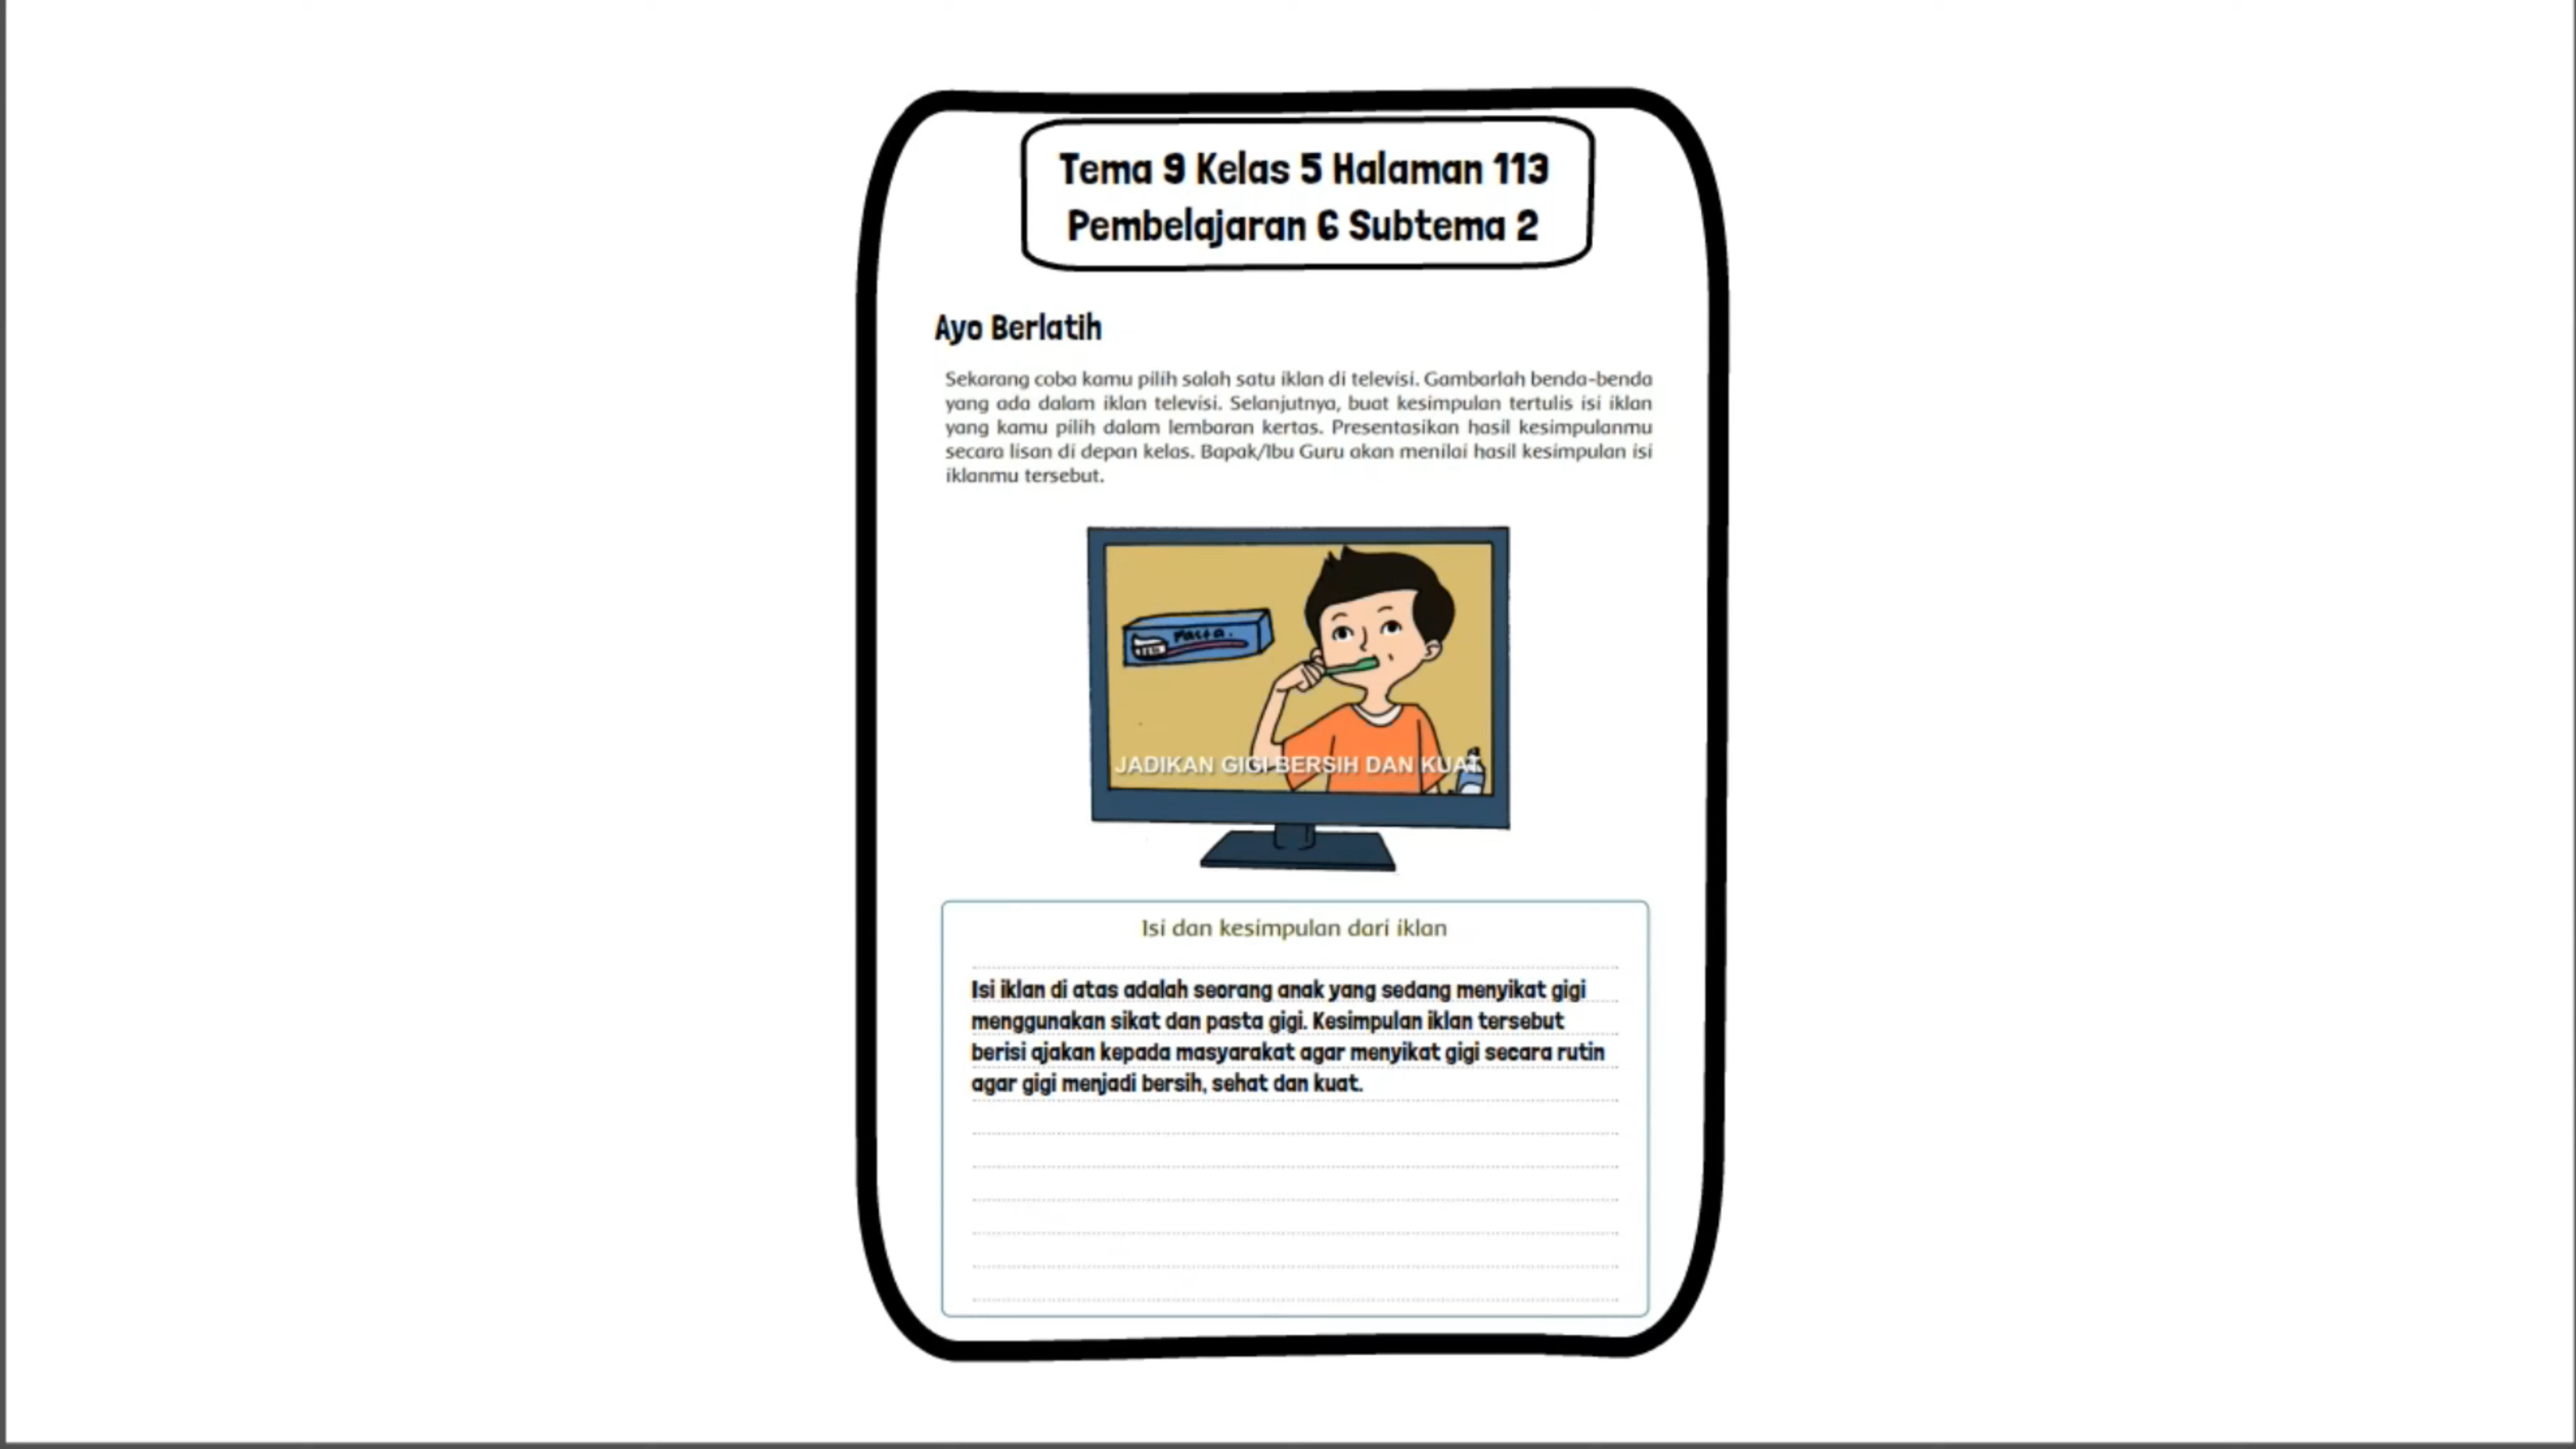 Tema 9 Kelas 5 Halaman 113
Pembelajaran 6 Subtema 2
Ayo Berlatih
Sekarang coba kamu pilih salah satu iklan di televisi. Gambarlah benda-benda
yang ada dalam iklan televisi. Selanjutnya, buat kesimpulan tertulis isi iklan
yang kamu pilih dalam lembaran kertas. Presentasikan hasil kesimpulanmu
secara lisan di depan kelas. Bapak/Ibu Guru akan menilai hasil kesimpulan isi
iklanmu tersebut.
Pasta.
JADIKAN GIGI BERSIH DAN KUAT.
Isi dan kesimpulan dari iklan
Isi iklan di atas adalah seorang anak yang sedang menyikat gigi
menggunakan sikat dan pasta gigi. Kesimpulan iklan tersebut
berisi ajakan kepada masyarakat agar menyikat gigi secara rutin
agar gigi menjadi bersih, sehat dan kuat.